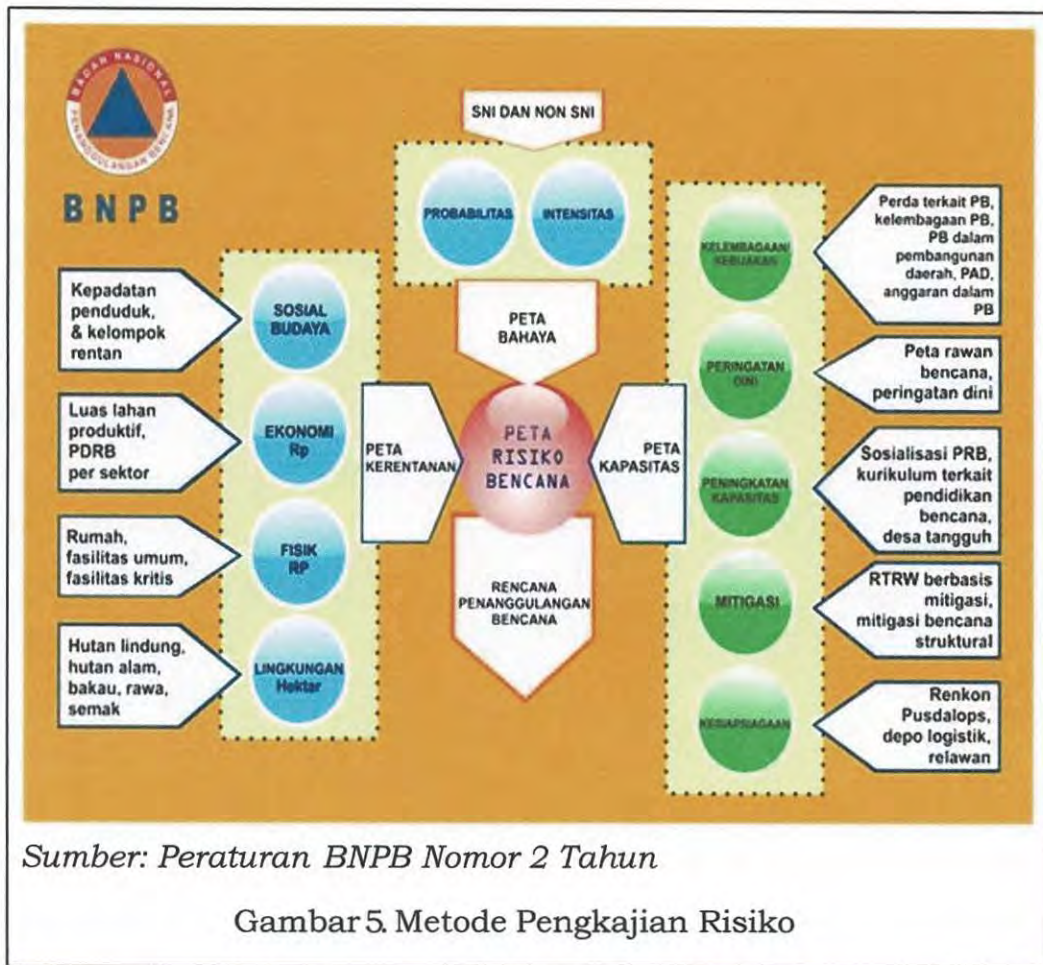 BADAN NASIONAL
PENANGGULANGAN BENCANA
BNPB
SNI DAN NON SNI
PROBABILITAS
INTENSITAS
PETA
BAHAYA
Kepadatan
penduduk,
& kelompok
rentan
SOSIAL
BUDAYA
Luas lahan
produktif,
PDRB
per sektor
EKONOMI
Rp
Rumah,
fasilitas umum,
fasilitas kritis
FISIK
RP
Hutan lindung,
hutan alam,
bakau, rawa,
semak
LINGKUNGAN
Hektar
PETA
KERENTANAN
PETA
RISIKO
BENCANA
PETA
KAPASITAS
RENCANA
PENANGGULANGAN
BENCANA
KELEMBAGAAN/
KEBIJAKAN
Perda terkait PB,
kelembagaan PB,
PB dalam
pembangunan
daerah, PAD,
anggaran dalam
PB
PERINGATAN
DINI
Peta rawan
bencana,
peringatan dini
PENINGKATAN
KAPASITAS
Sosialisasi PRB,
kurikulum terkait
pendidikan
bencana,
desa tangguh
MITIGASI
RTRW berbasis
mitigasi,
mitigasi bencana
struktural
KESIAPSIAGAAN
Renkon
Pusdalops,
depo logistik,
relawan
Sumber: Peraturan BNPB Nomor 2 Tahun
Gambar 5. Metode Pengkajian Risiko